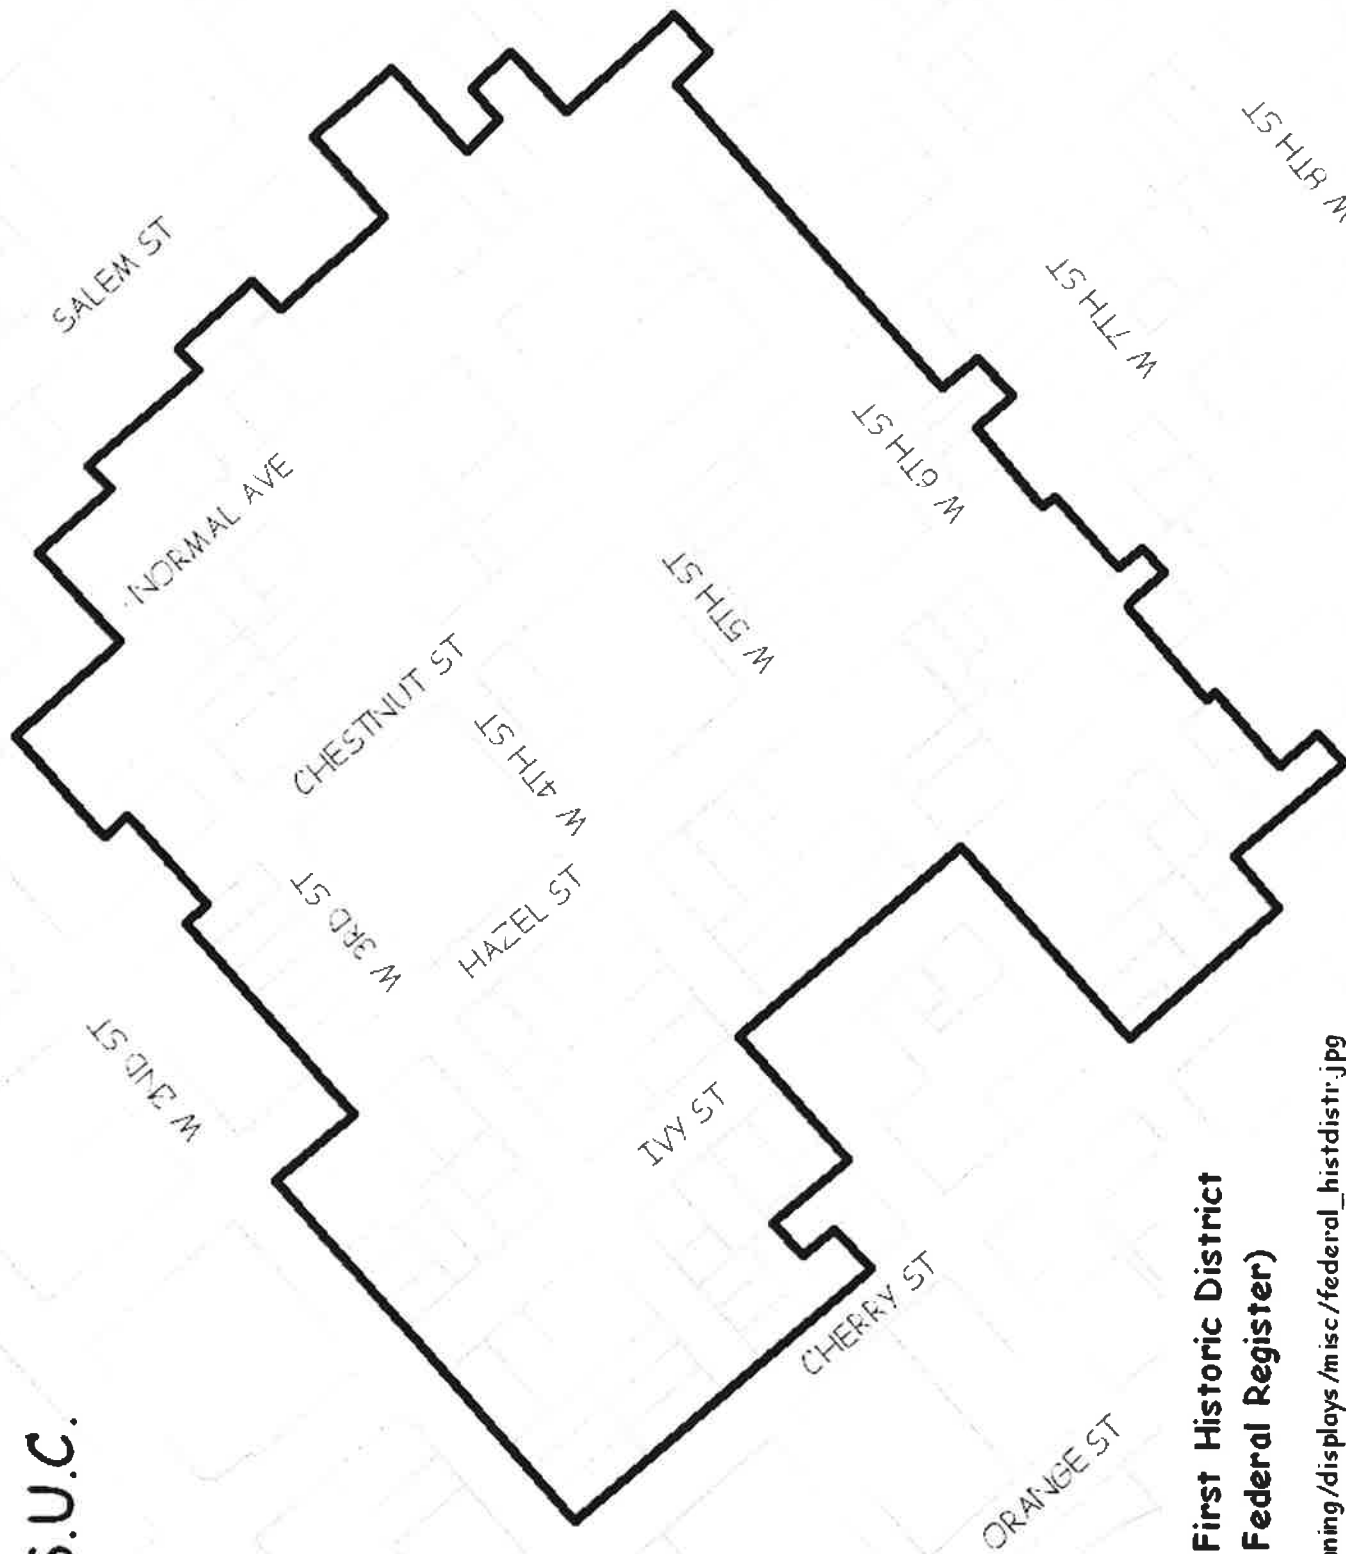 S.U.C.
SALEM ST
NORMAL AVE
CHESTNUT ST
HAZEL ST
IVY ST
CHERRY ST
ORANGE ST
W 2ND ST
W 3RD ST
W 4TH ST
W 5TH ST
W 6TH ST
W 7TH ST
W 8TH ST
First Historic District
Federal Register)
/displays/misc/federal_histdistr.jpg